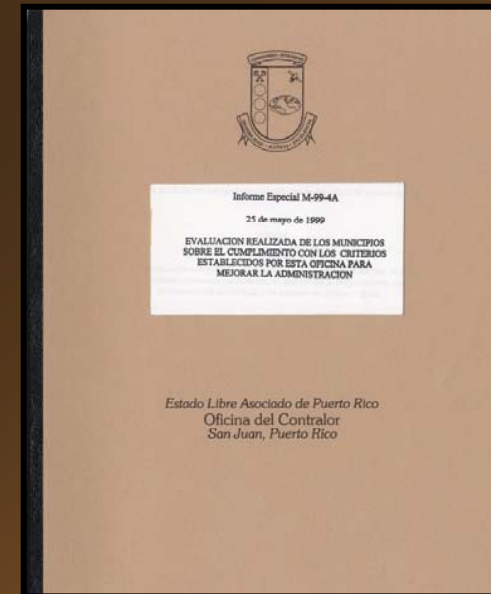 Informe Especial M-99-4A
25 de mayo de 1999
EVALUACION REALIZADA DE LOS MUNICIPIOS
SOBRE EL CUMPLIMIENTO CON LOS CRITERIOS
ESTABLECIDOS POR ESTA OFICINA PARA
MEJORAR LA ADMINISTRACION
Estado Libre Asociado de Puerto Rico
Oficina del Contralor
San Juan, Puerto Rico